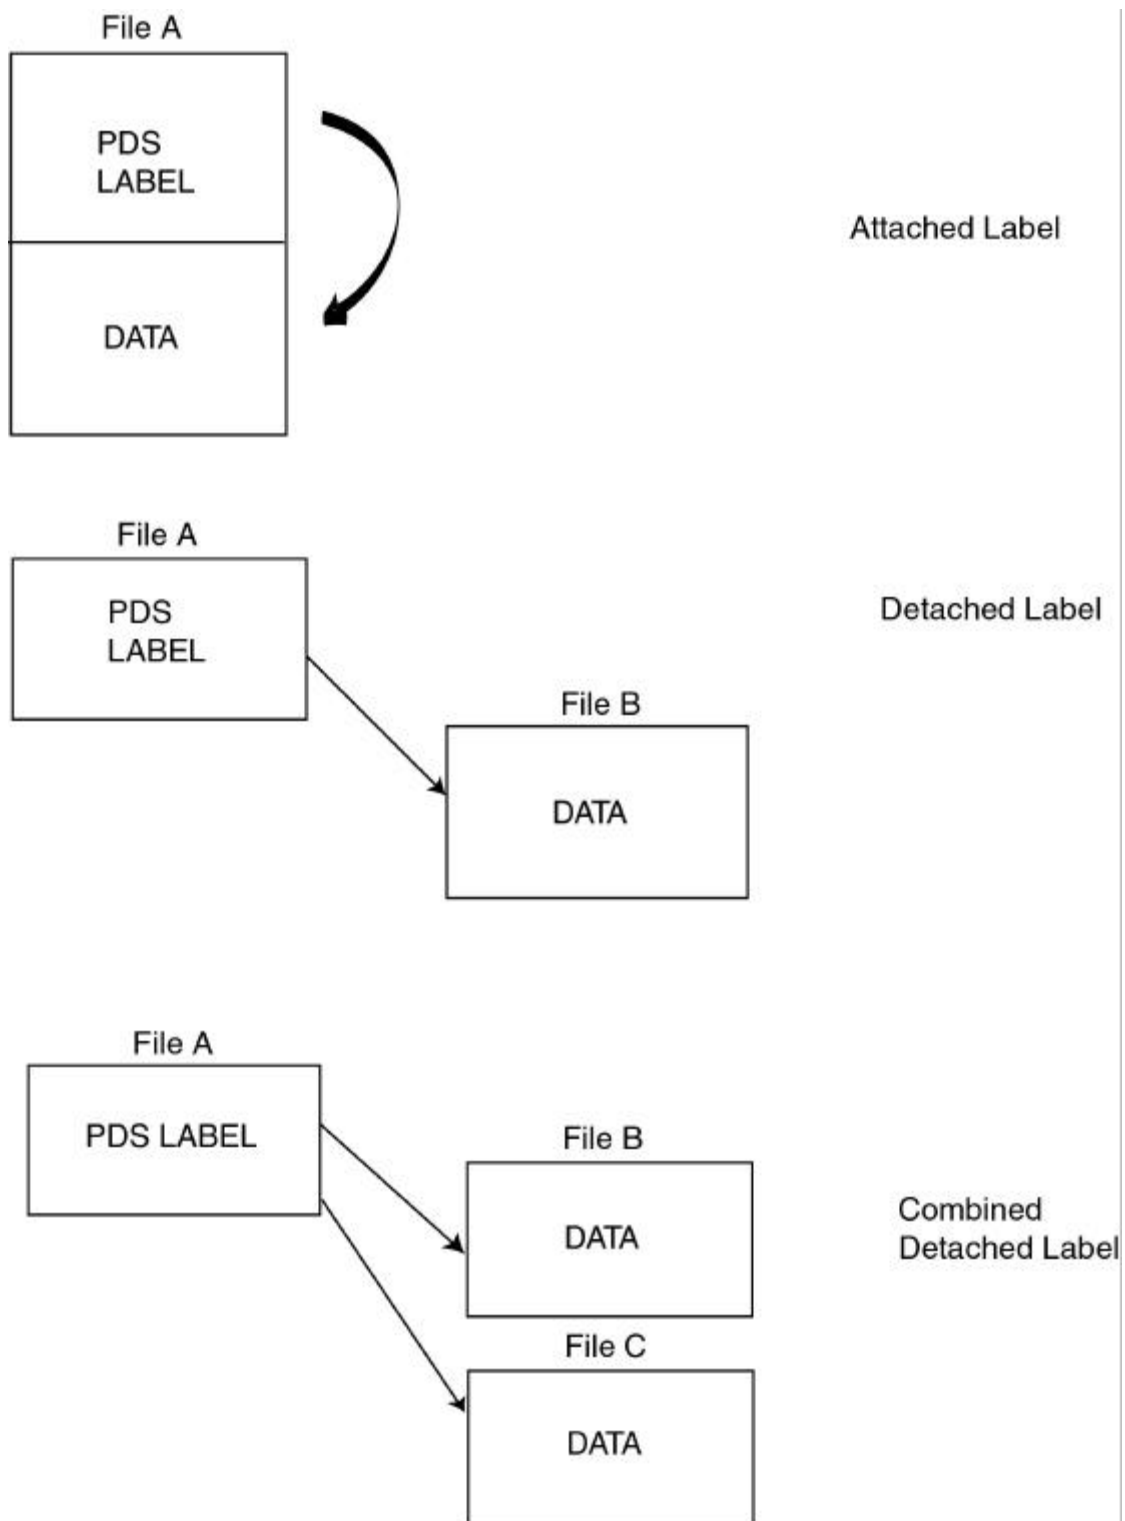 File A
PDS
LABEL
Attached Label
DATA
File A
PDS
LABEL
Detached Label
File B
DATA
File A
PDS LABEL
File B
DATA
Combined
Detached Label
File C
DATA